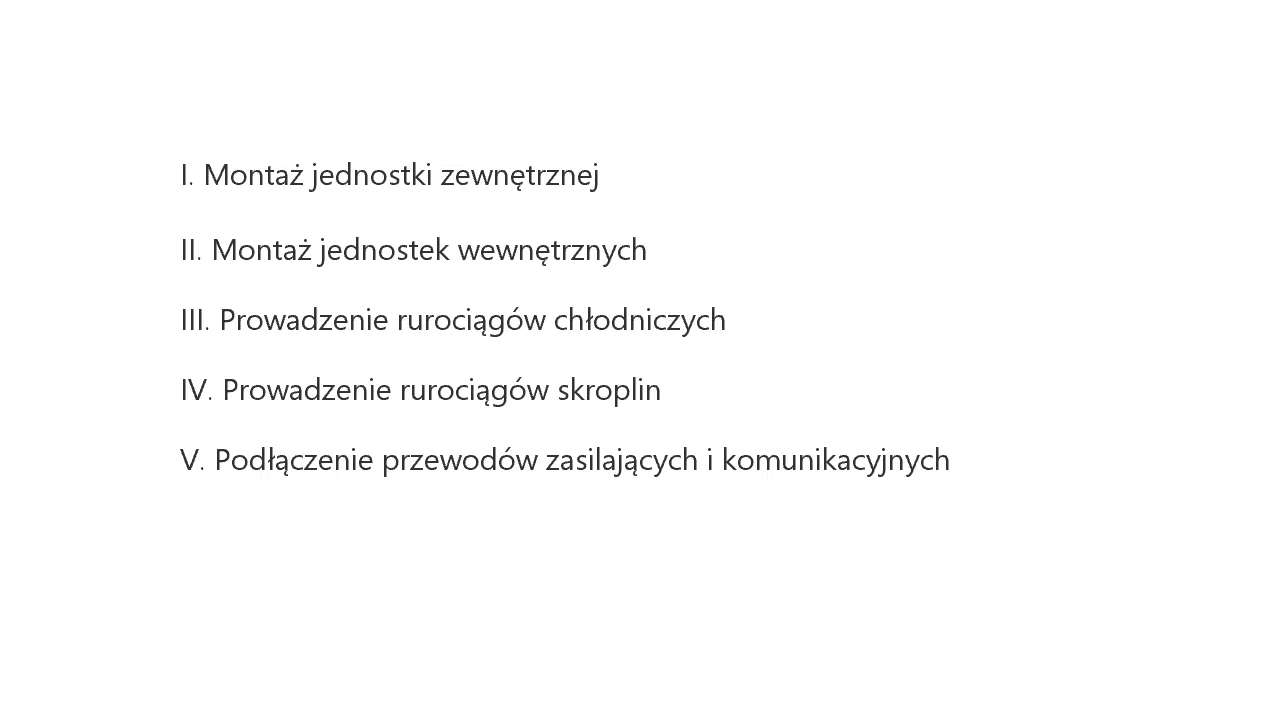 I. Montaż jednostki zewnętrznej
II. Montaż jednostek wewnętrznych
III. Prowadzenie rurociągów chłodniczych
IV. Prowadzenie rurociągów skroplin
V. Podłączenie przewodów zasilających i komunikacyjnych